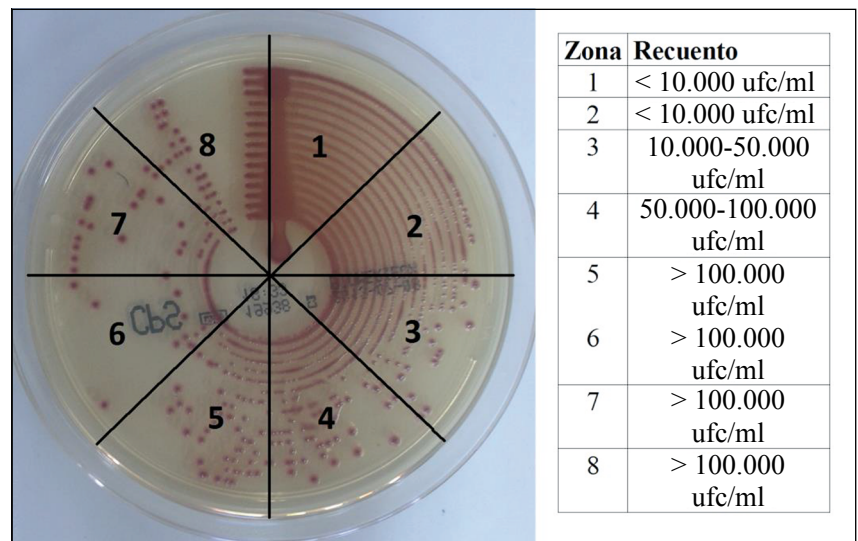 8
1
7
2
6
3
5
4
CPS
Zona Recuento
1 < 10.000 ufc/ml
2 < 10.000 ufc/ml
3 10.000-50.000
ufc/ml
4 50.000-100.000
ufc/ml
5 > 100.000
ufc/ml
6 > 100.000
ufc/ml
7 > 100.000
ufc/ml
8 > 100.000
ufc/ml